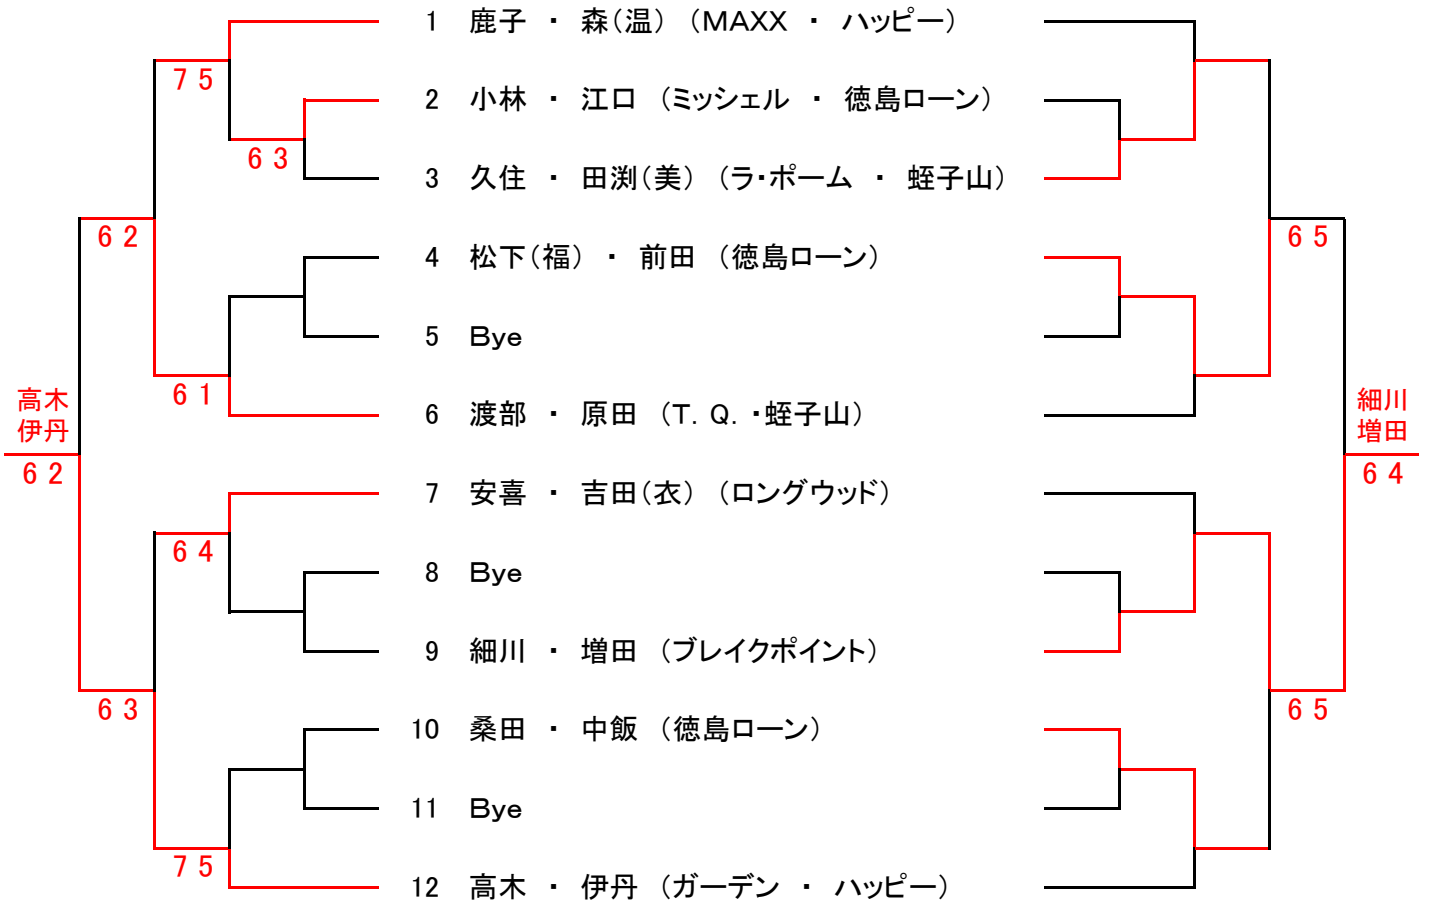 1 鹿子 ・ 森(温) (MAXX ・ ハッピー)
7 5
2 小林 ・ 江口 (ミッシェル ・ 徳島ローン)
6 3
3 久住 ・ 田渕(美) (ラ・ポーム ・ 蛭子山)
6 2
6 5
4 松下(福) ・ 前田 (徳島ローン)
5 Bye
6 1
高木
伊丹
6 2
6 渡部 ・ 原田 (T. Q. ・蛭子山)
細川
増田
6 4
7 安喜 ・ 吉田(衣) (ロングウッド)
6 4
8 Bye
9 細川 ・ 増田 (ブレイクポイント)
6 3
6 5
10 桑田 ・ 中飯 (徳島ローン)
11 Bye
7 5
12 高木 ・ 伊丹 (ガーデン ・ ハッピー)